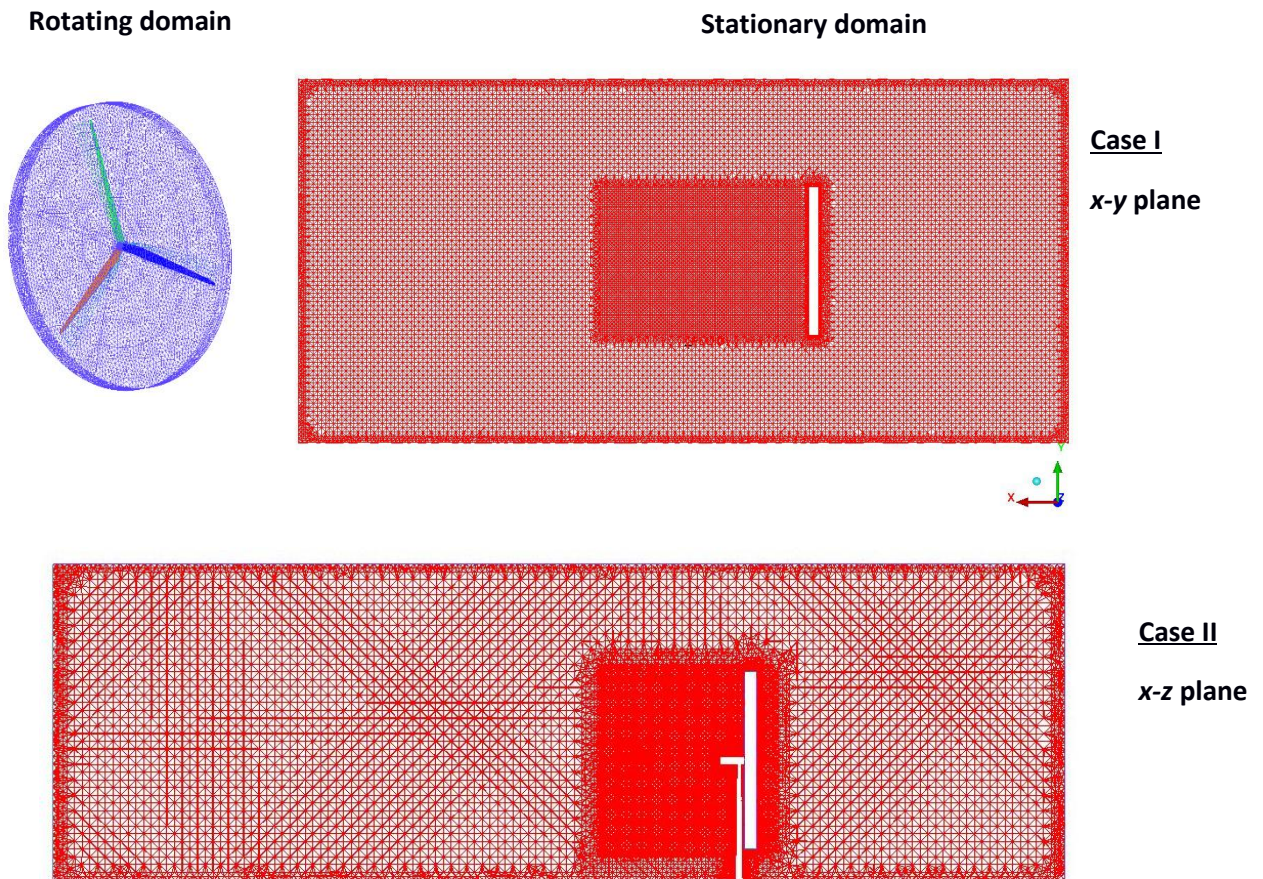 Rotating domain
Stationary domain
Case I
x-y plane
Y
X
Z
Case II
x-z plane